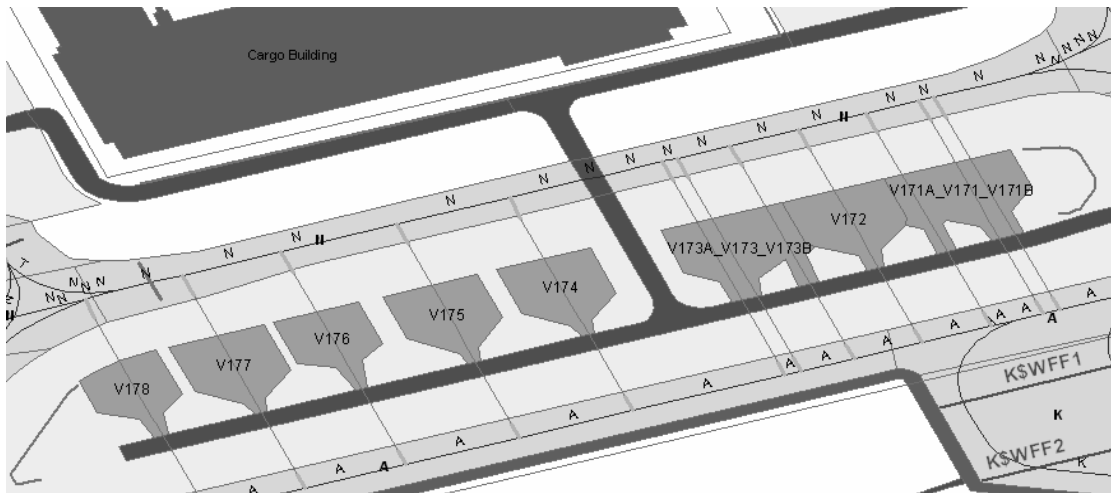 Cargo Building
N N N N N
N N N
N N N N N N N
N N N N
N N N N
V171A_V171_V171B
V172
V173A_V173_V173B
V174
V175
V176
V177
V178
A A A A A A A
A A A A A A
A A
K$WFF1
K
K$WFF2
K